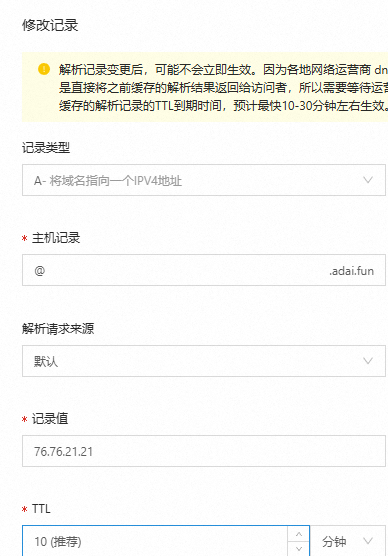 修改记录
解析记录变更后，可能不会立即生效。因为各地网络运营商 dn
是直接将之前缓存的解析结果返回给访问者，所以需要等待运营
缓存的解析记录的TTL到期时间，预计最快10-30分钟左右生效。
记录类型
A- 将域名指向一个IPV4地址
* 主机记录
@ .adai.fun
解析请求来源
默认
* 记录值
76.76.21.21
* TTL
10 (推荐) 分钟